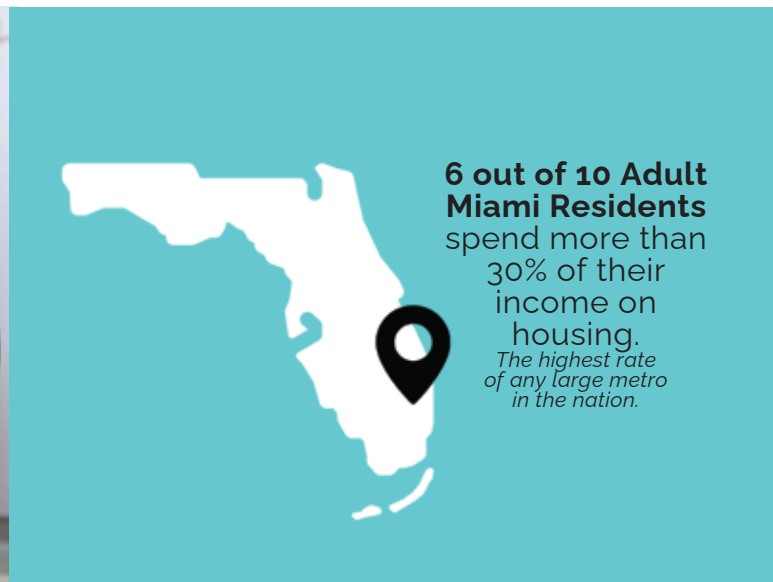 6 out of 10 Adult
Miami Residents
spend more than
30% of their
income on
housing.
The highest rate
of any large metro
in the nation.